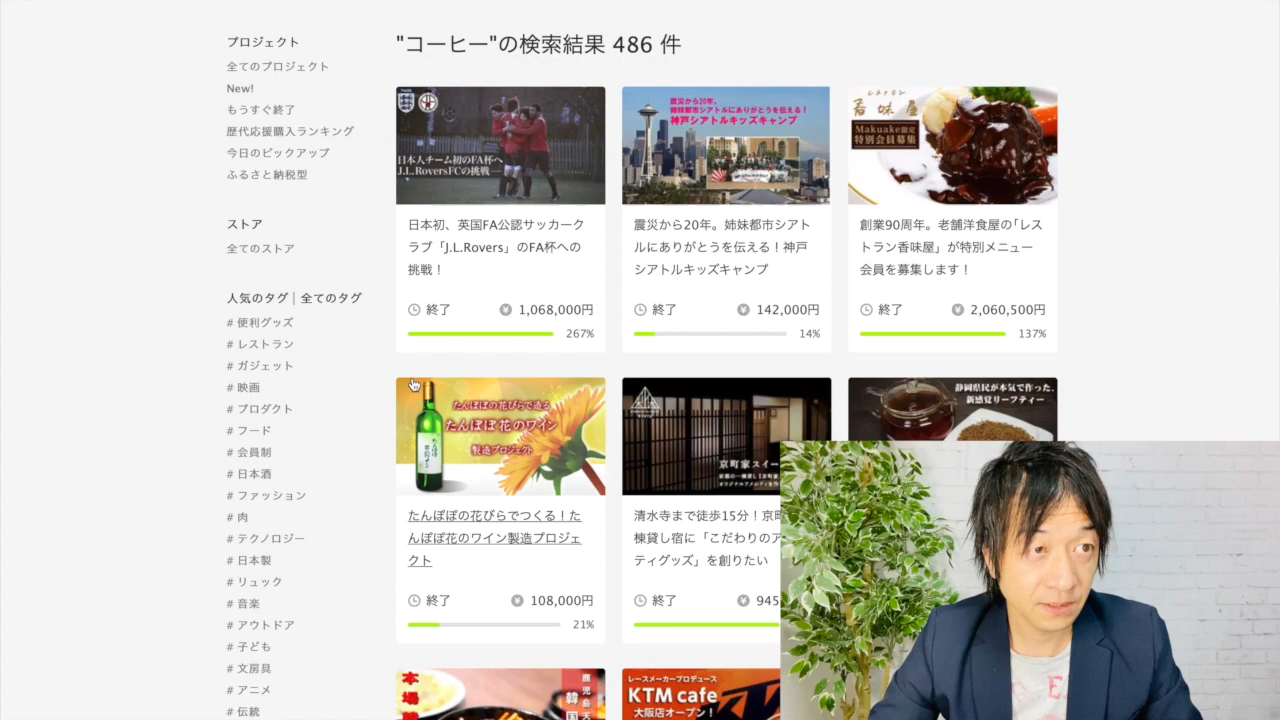 プロジェクト
全てのプロジェクト
New!
もうすぐ終了
歴代応援購入ランキング
今日のピックアップ
ふるさと納税型
ストア
全てのストア
人気のタグ | 全てのタグ
# 便利グッズ
# レストラン
# ガジェット
# 映画
# プロダクト
# フード
# 会員制
# 日本酒
# ファッション
# 肉
# テクノロジー
# 日本製
# リュック
# 音楽
# アウトドア
# 子ども
# 文房具
# アニメ
# 伝統
"コーヒー"の検索結果 486 件
日本人チーム初のFA杯へ
J.L.RoversFCの挑戦
日本初、英国FA公認サッカーク
ラブ「J.L.Rovers」のFA杯への
挑戦！
終了
1,068,000円
267%
震災から20年。
姉妹都市シアトルにありがとうを伝える！
神戸シアトルキッズキャンプ
震災から20年。姉妹都市シアト
ルにありがとうを伝える！神戸
シアトルキッズキャンプ
終了
142,000円
14%
レストラン
香味屋
Makuake限定
特別会員募集
創業90周年。老舗洋食屋の｢レス
トラン香味屋」が特別メニュー
会員を募集します！
終了
2,060,500円
137%
たんぽぽの花びらで造る
たんぽぽ花のワイン
製造プロジェクト
たんぽぽの花びらでつくる！た
んぽぽ花のワイン製造プロジェ
クト
終了
108,000円
21%
京町家スイー
清水寺まで徒歩15分！京町
棟貸し宿に「こだわりのア
ティグッズ」を創りたい
終了
945
静岡県民が本気で作った、
新感覚リーフティー
本場
韓国
レースメーカープロデュース
KTM cafe
大阪店オープン！